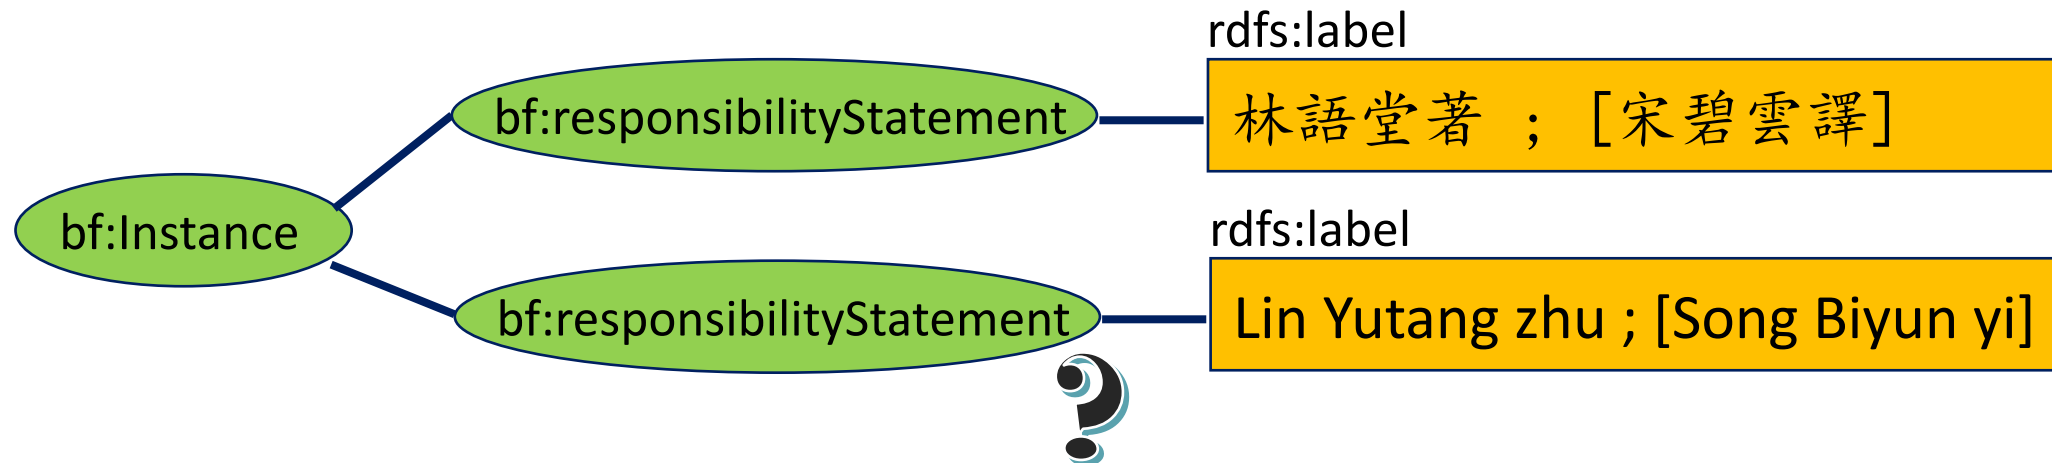 rdfs:label
bf:responsibilityStatement
林語堂著 ; [宋碧雲譯]
bf:Instance
rdfs:label
bf:responsibilityStatement
Lin Yutang zhu ; [Song Biyun yi]
?